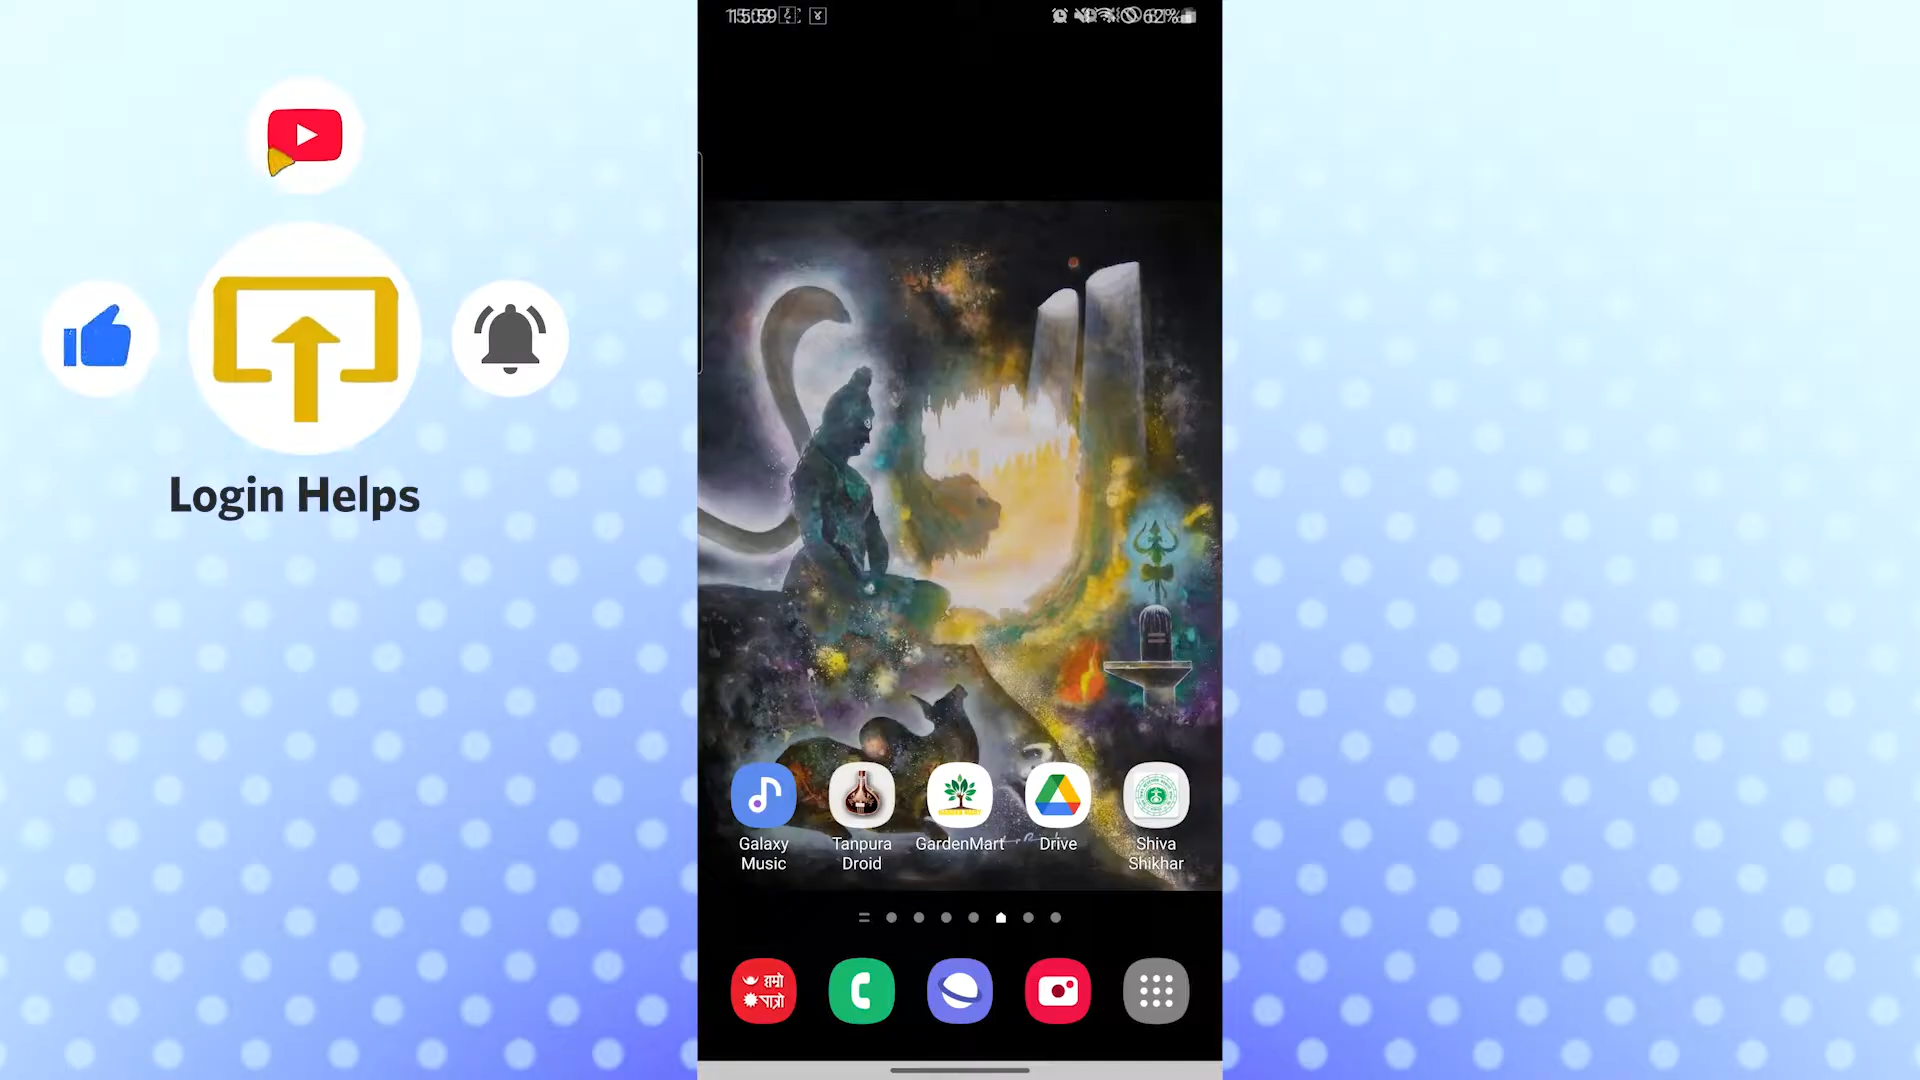 Login Helps
Galaxy
Music
Tanpura
Droid
GardenMart
Drive
Shiva
Shikhar
हाम्रो
पात्रो